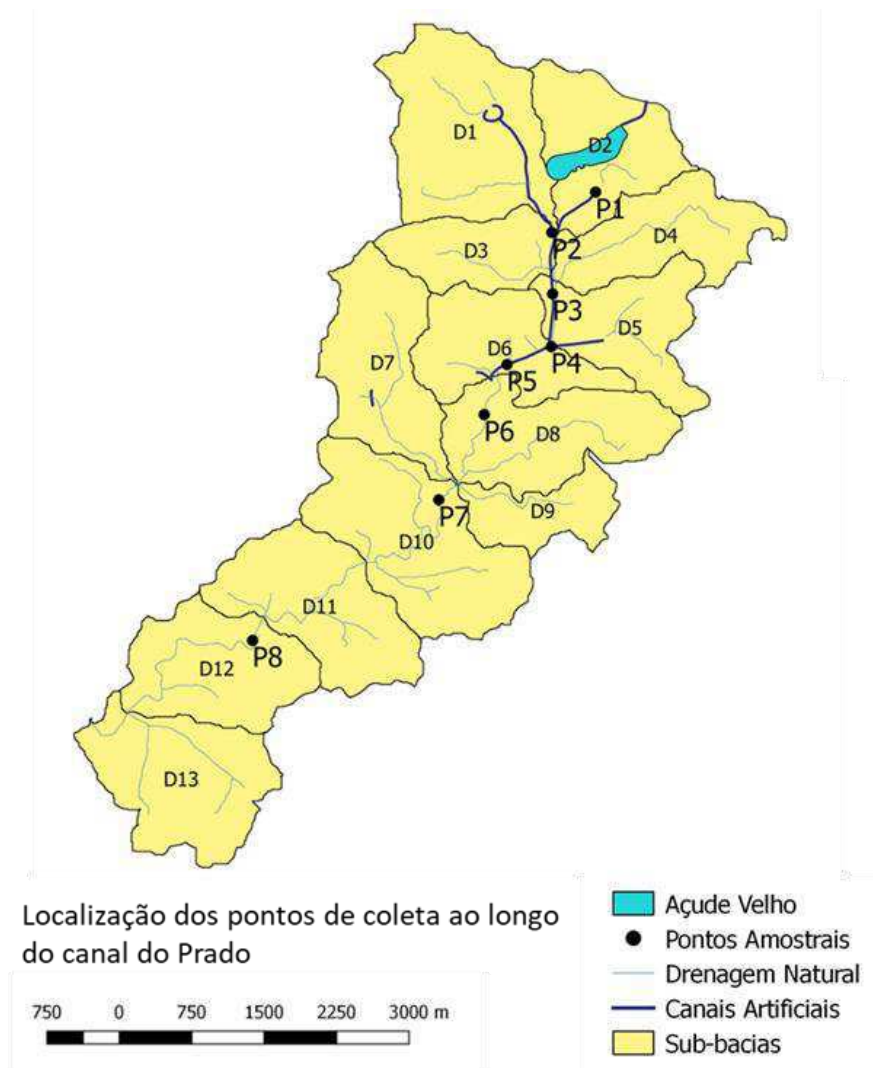 D1
D2
P1
P2
D3
D4
P3
D5
D6
P4
D7
P5
P6
D8
P7
D9
D10
D11
P8
D12
D13
Localização dos pontos de coleta ao longo
do canal do Prado
750 0 750 1500 2250 3000 m
Açude Velho
Pontos Amostrais
Drenagem Natural
Canais Artificiais
Sub-bacias